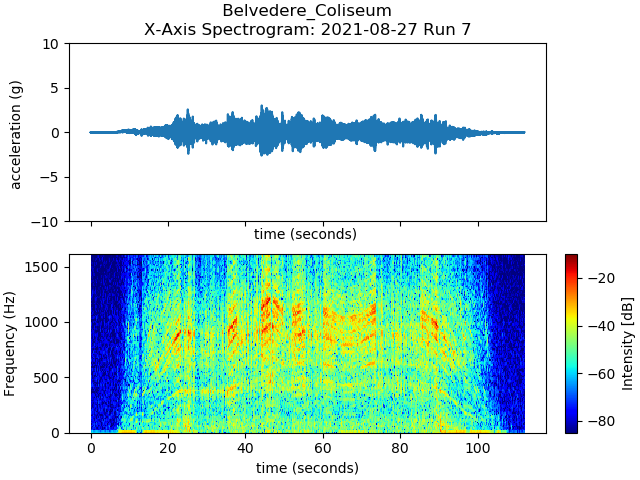 Belvedere_Coliseum
X-Axis Spectrogram: 2021-08-27 Run 7
10
5
0
−5
−10
acceleration (g)
time (seconds)
1500
1000
500
0
Frequency (Hz)
0 20 40 60 80 100
time (seconds)
−20
−40
−60
−80
Intensity [dB]